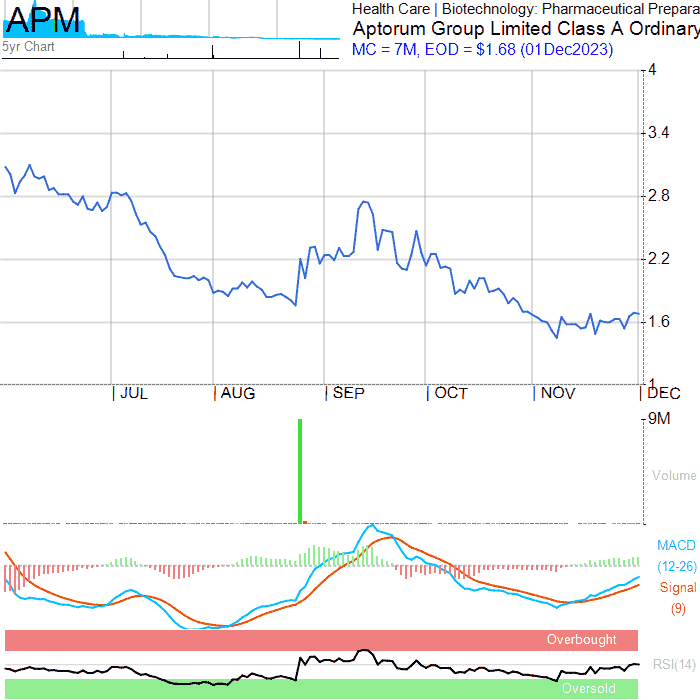 APM
5yr Chart
Health Care | Biotechnology: Pharmaceutical Prepara
Aptorum Group Limited Class A Ordinary
MC = 7M, EOD = $1.68 (01Dec2023)
4
3.4
2.8
2.2
1.6
1
JUL
AUG
SEP
OCT
NOV
DEC
9M
Volume
MACD
(12-26)
Signal
(9)
Overbought
RSI(14)
Oversold